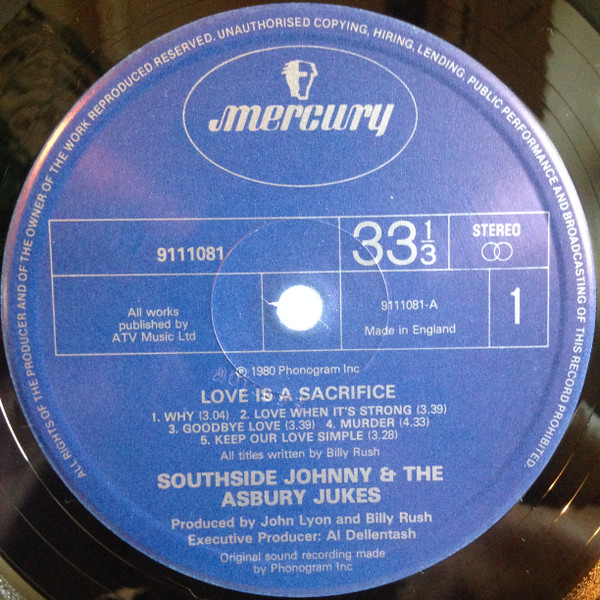 ALL RIGHTS OF THE PRODUCER AND OF THE OWNER OF THE WORK REPRODUCED RESERVED. UNAUTHORISED COPYING, HIRING, LENDING, PUBLIC PERFORMANCE AND BROADCASTING OF THIS RECORD PROHIBITED
mercury
9111081
33 1/3
STEREO
All works
published by
ATV Music Ltd
9111081-A
Made in England
1
℗ 1980 Phonogram Inc
LOVE IS A SACRIFICE
1. WHY (3.04) 2. LOVE WHEN IT'S STRONG (3.39)
3. GOODBYE LOVE (3.39) 4. MURDER (4.33)
5. KEEP OUR LOVE SIMPLE (3.28)
All titles written by Billy Rush
SOUTHSIDE JOHNNY & THE
ASBURY JUKES
Produced by John Lyon and Billy Rush
Executive Producer: Al Dellentash
Original sound recording made
by Phonogram Inc